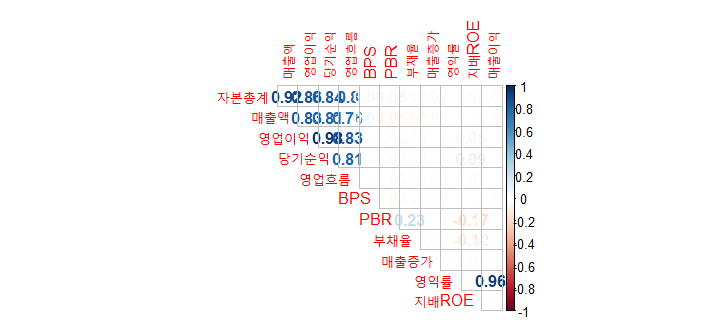 매출액 영업이익 당기순익 영업흐름 BPS PBR 부채율 매출증가 영익률 지배ROE 매출이익
자본총계 0.92 0.86 0.84 0.8
매출액 0.83 0.81 0.76
영업이익 0.98 0.83
당기순익 0.81 0.09
영업흐름
BPS
PBR 0.23 -0.17
부채율 -0.12
매출증가
영익률 0.96
지배ROE
1
0.8
0.6
0.4
0.2
0
-0.2
-0.4
-0.6
-0.8
-1